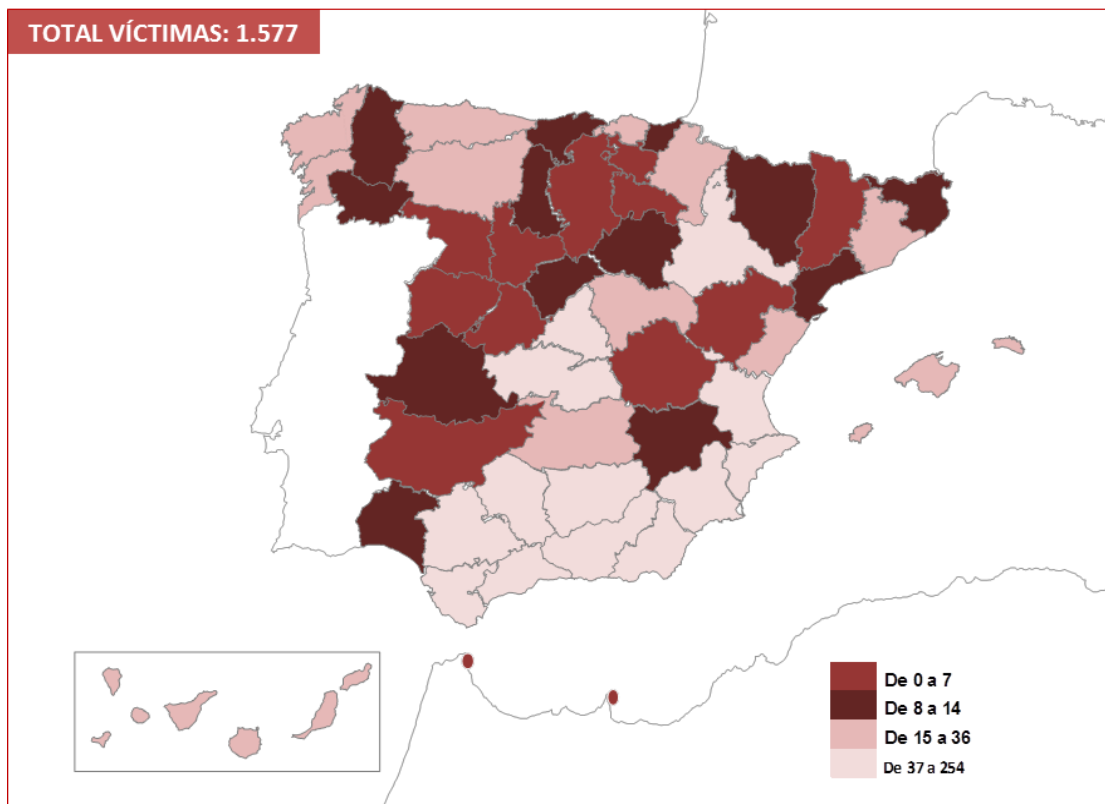 TOTAL VÍCTIMAS: 1.577
De 0 a 7
De 8 a 14
De 15 a 36
De 37 a 254